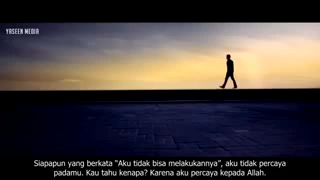 YASEEN MEDIA
Siapapun yang berkata "Aku tidak bisa melakukannya", aku tidak percaya
padamu. Kau tahu kenapa? Karena aku percaya kepada Allah.